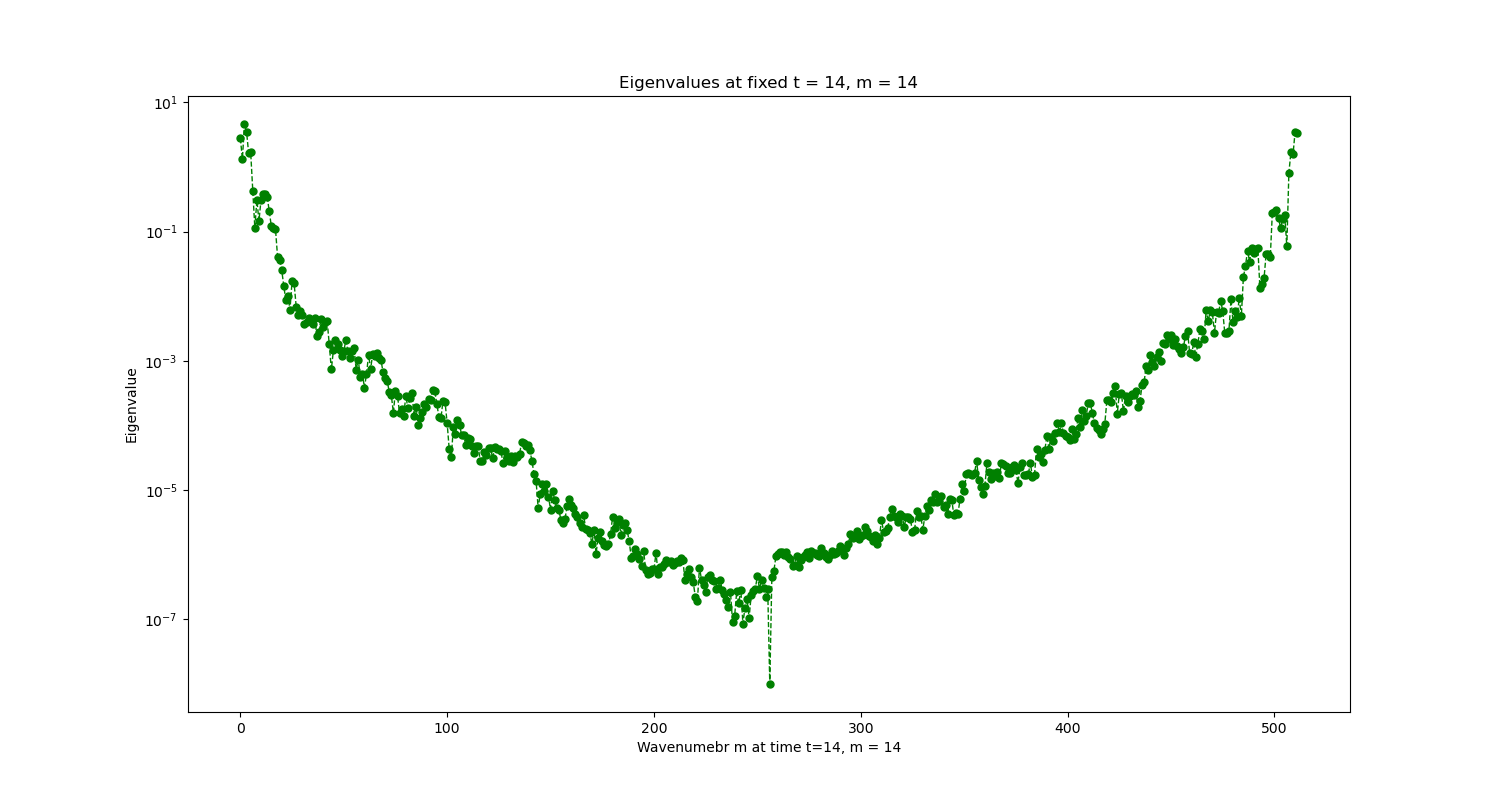 Eigenvalues at fixed t = 14, m = 14
10^1
10^-1
10^-3
10^-5
10^-7
Eigenvalue
0 100 200 300 400 500
Wavenumebr m at time t=14, m = 14